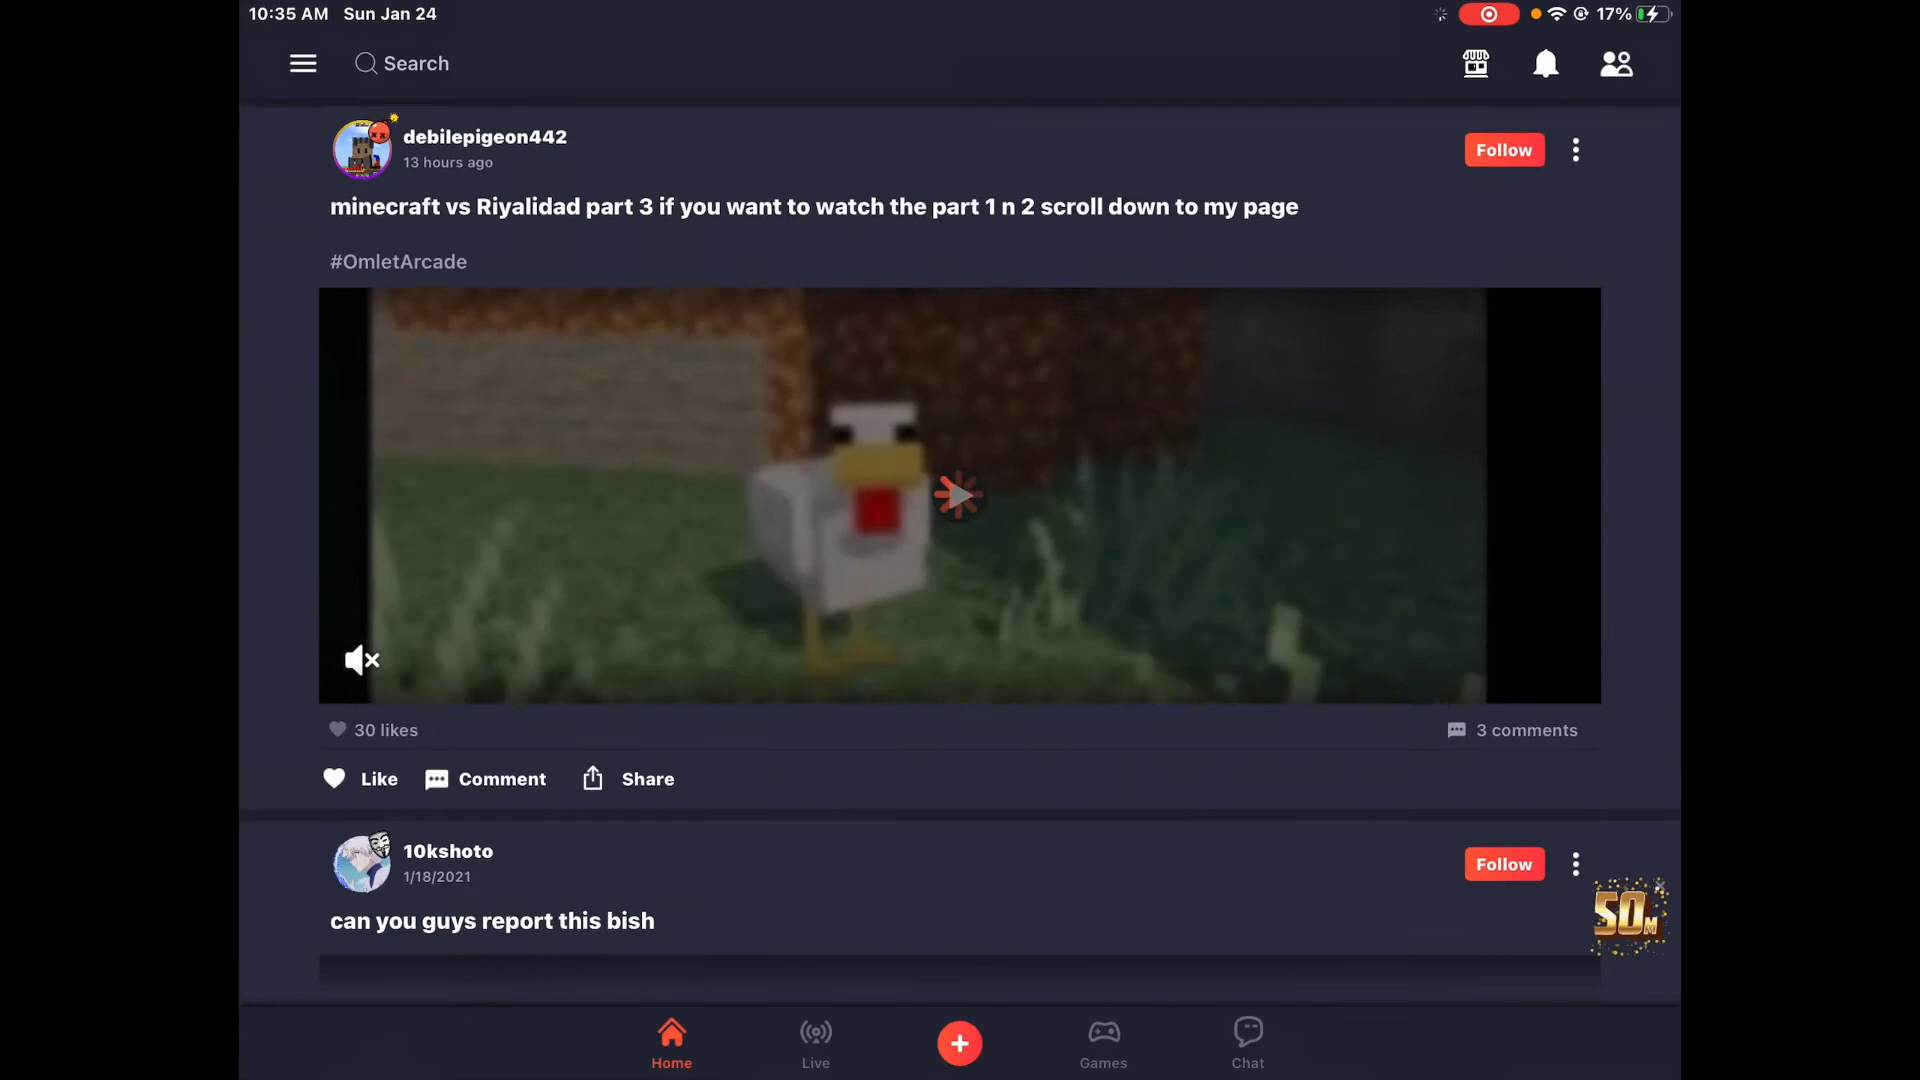 10:35 AM Sun Jan 24
17%
Search
debilepigeon442
13 hours ago
Follow
minecraft vs Riyalidad part 3 if you want to watch the part 1 n 2 scroll down to my page
#OmletArcade
30 likes
3 comments
Like Comment Share
10kshoto
1/18/2021
Follow
can you guys report this bish
50M
Home Live Games Chat